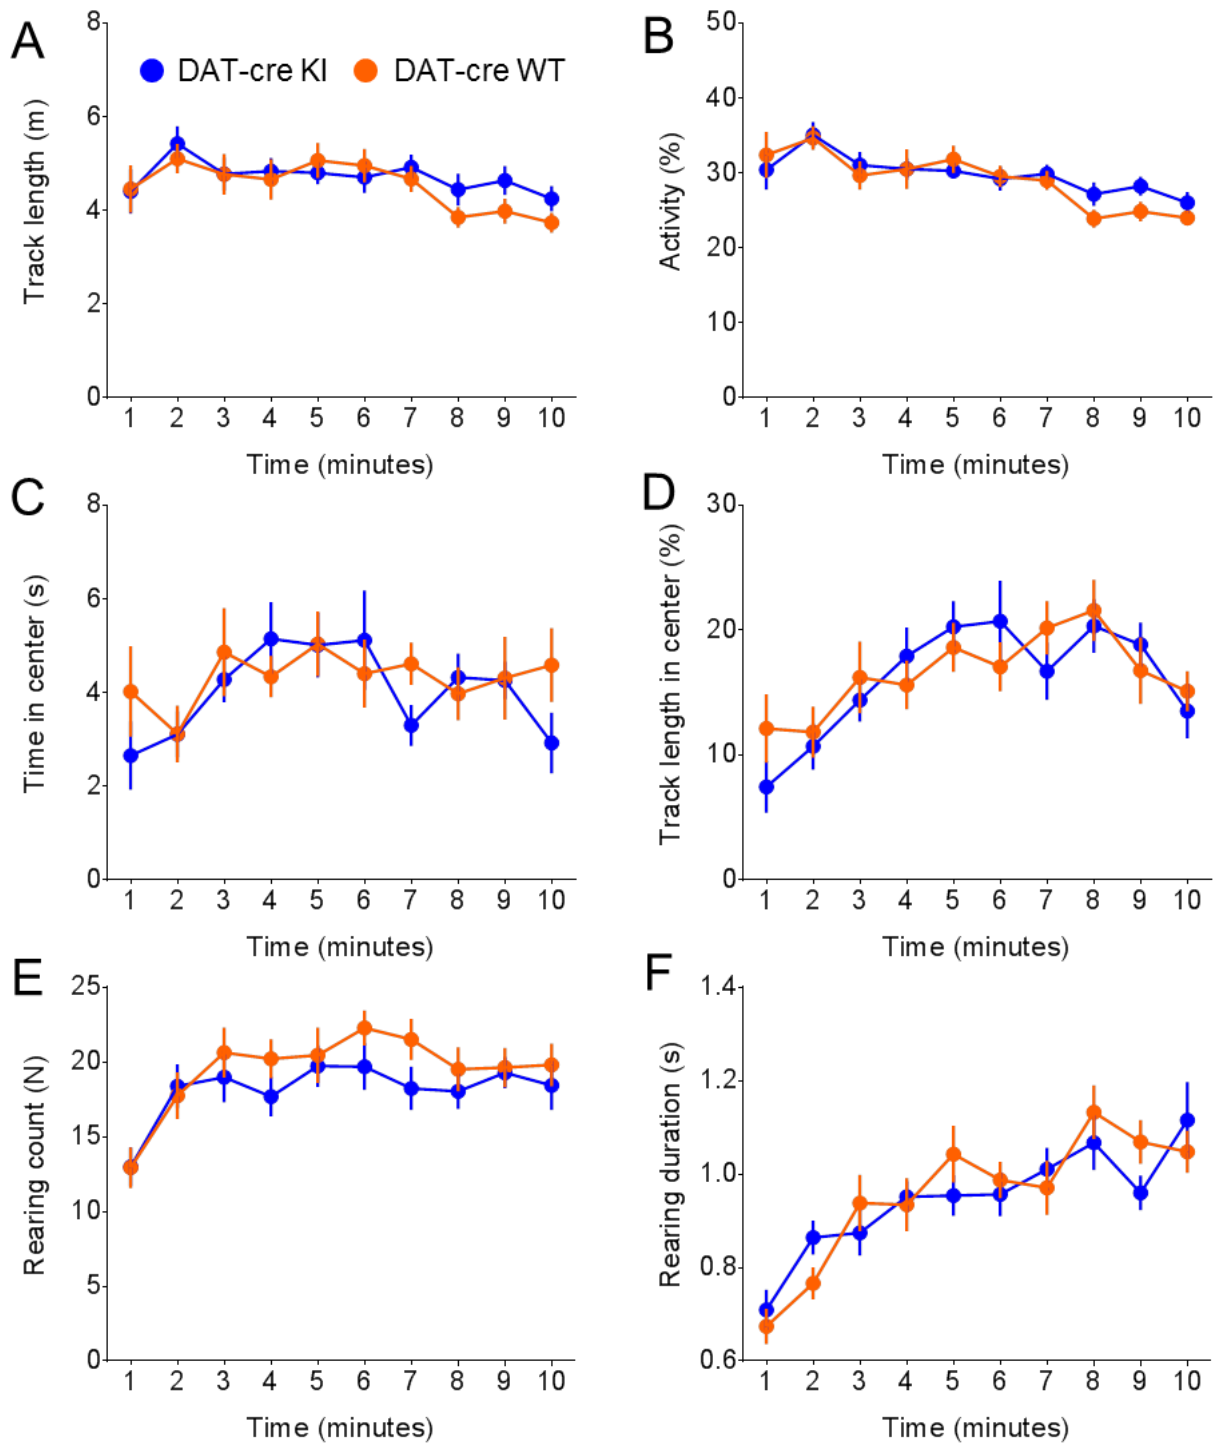 A
8
6
4
2
0
Track length (m)
DAT-cre KI
DAT-cre WT
1 2 3 4 5 6 7 8 9 10
Time (minutes)
B
50
40
30
20
10
0
Activity (%)
1 2 3 4 5 6 7 8 9 10
Time (minutes)
C
8
6
4
2
0
Time in center (s)
1 2 3 4 5 6 7 8 9 10
Time (minutes)
D
30
20
10
0
Track length in center (%)
1 2 3 4 5 6 7 8 9 10
Time (minutes)
E
25
20
15
10
5
0
Rearing count (N)
1 2 3 4 5 6 7 8 9 10
Time (minutes)
F
1.4
1.2
1.0
0.8
0.6
Rearing duration (s)
1 2 3 4 5 6 7 8 9 10
Time (minutes)